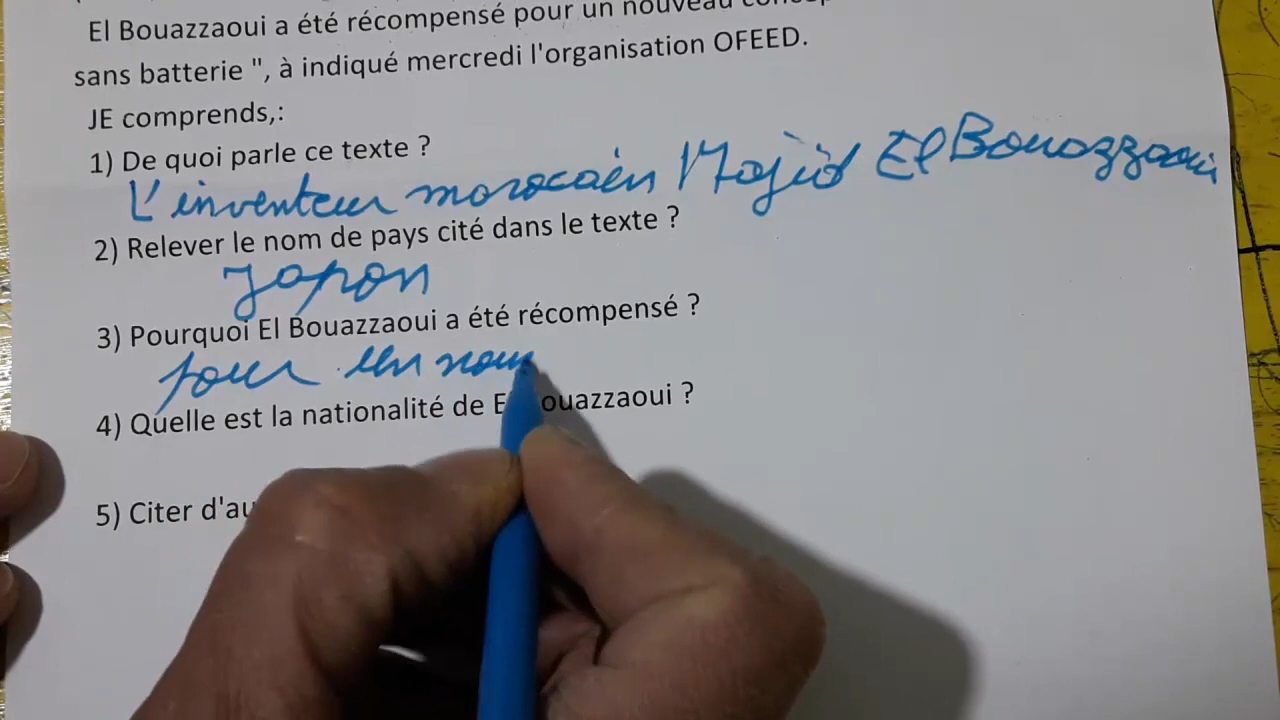 El Bouazzaoui a été récompensé pour un nouveau
sans batterie ", à indiqué mercredi l'organisation OFEED.
JE comprends,:
1) De quoi parle ce texte ?
L'inventeur morocain Majid El Bouazzaoui
2) Relever le nom de pays cité dans le texte ?
Japon
3) Pourquoi El Bouazzaoui a été récompensé ?
pour un nou
4) Quelle est la nationalité de E ouazzaoui ?
5) Citer d'au